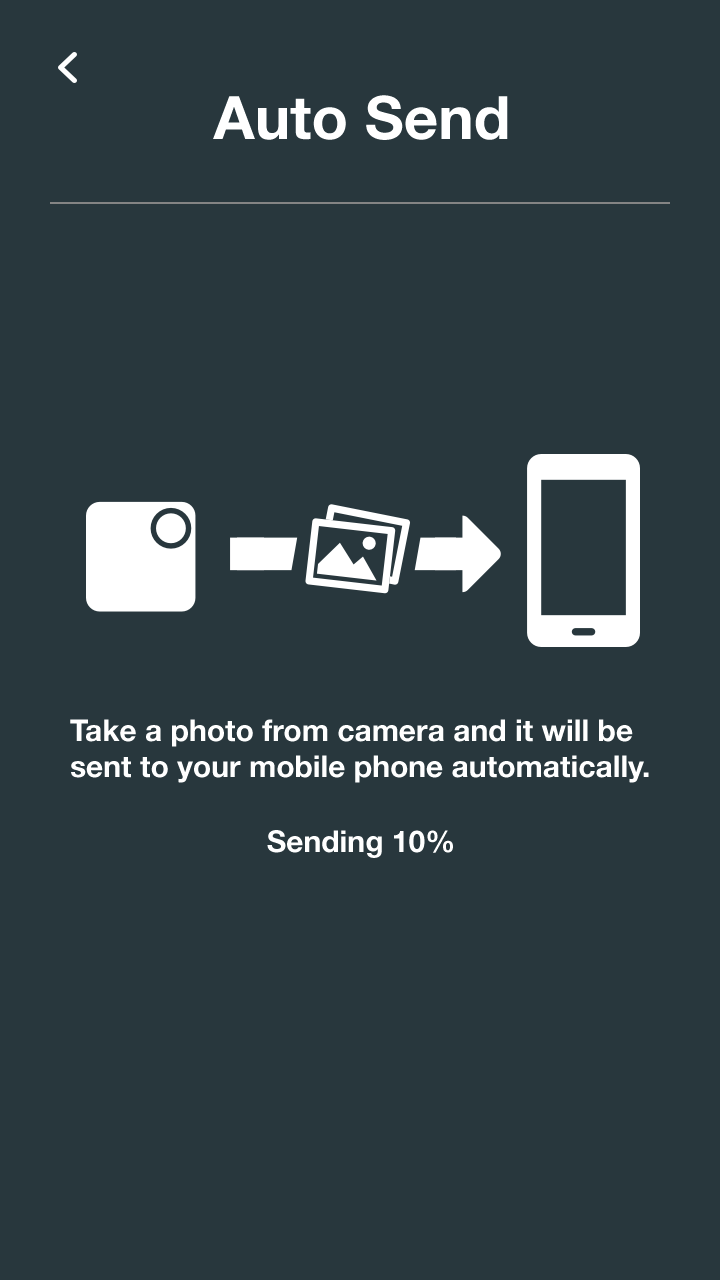 Auto Send
Take a photo from camera and it will be
sent to your mobile phone automatically.
Sending 10%